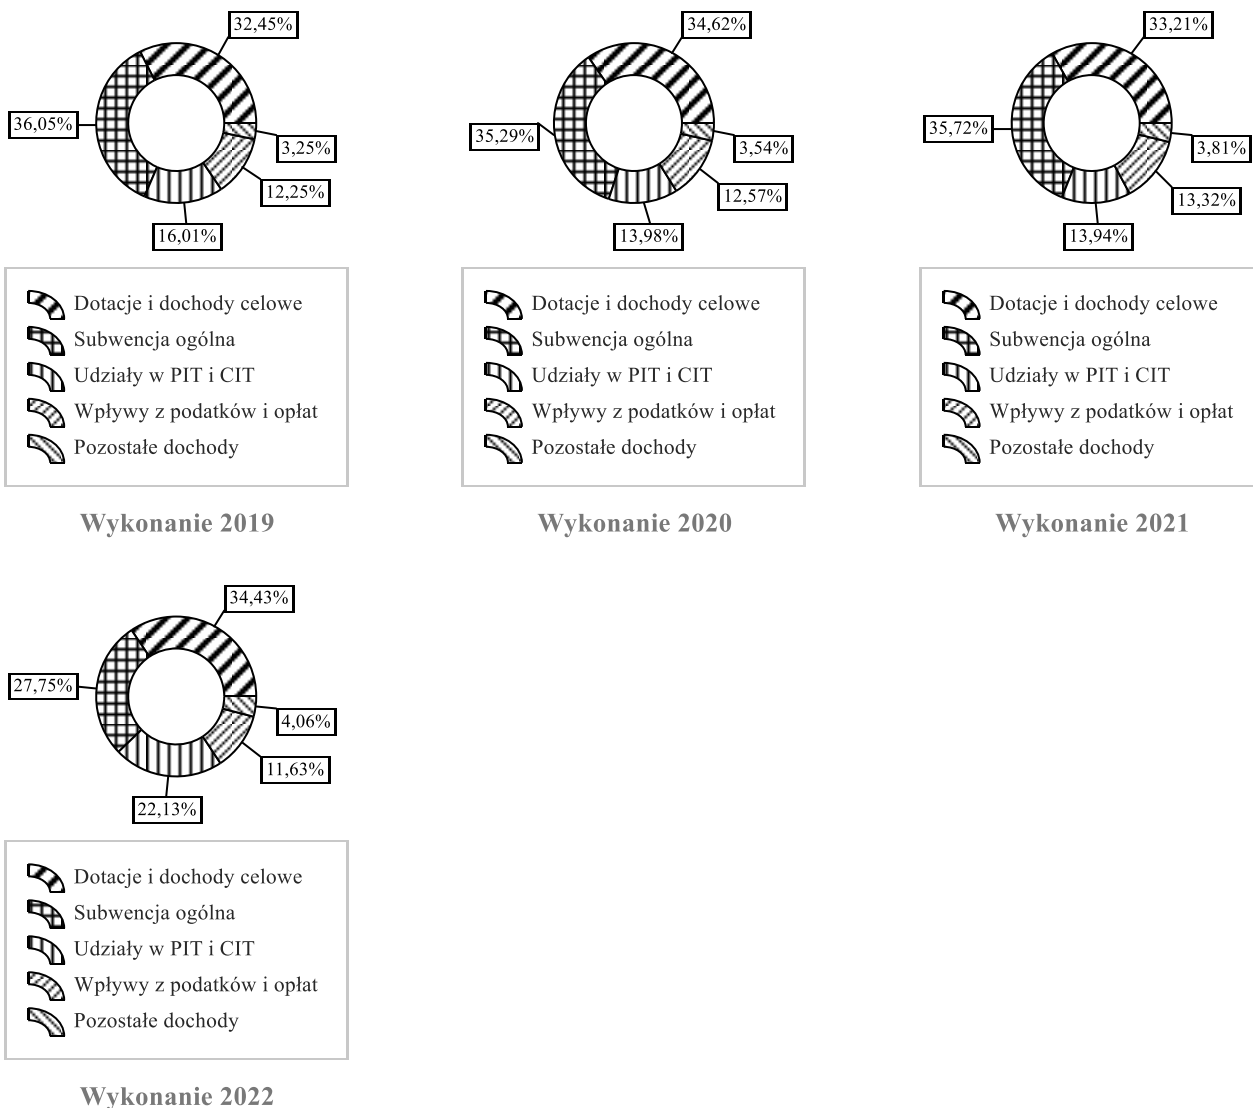 32,45%
36,05%
3,25%
12,25%
16,01%
Dotacje i dochody celowe
Subwencja ogólna
Udziały w PIT i CIT
Wpływy z podatków i opłat
Pozostałe dochody
Wykonanie 2019
34,62%
35,29%
3,54%
12,57%
13,98%
Dotacje i dochody celowe
Subwencja ogólna
Udziały w PIT i CIT
Wpływy z podatków i opłat
Pozostałe dochody
Wykonanie 2020
33,21%
35,72%
3,81%
13,32%
13,94%
Dotacje i dochody celowe
Subwencja ogólna
Udziały w PIT i CIT
Wpływy z podatków i opłat
Pozostałe dochody
Wykonanie 2021
34,43%
27,75%
4,06%
11,63%
22,13%
Dotacje i dochody celowe
Subwencja ogólna
Udziały w PIT i CIT
Wpływy z podatków i opłat
Pozostałe dochody
Wykonanie 2022